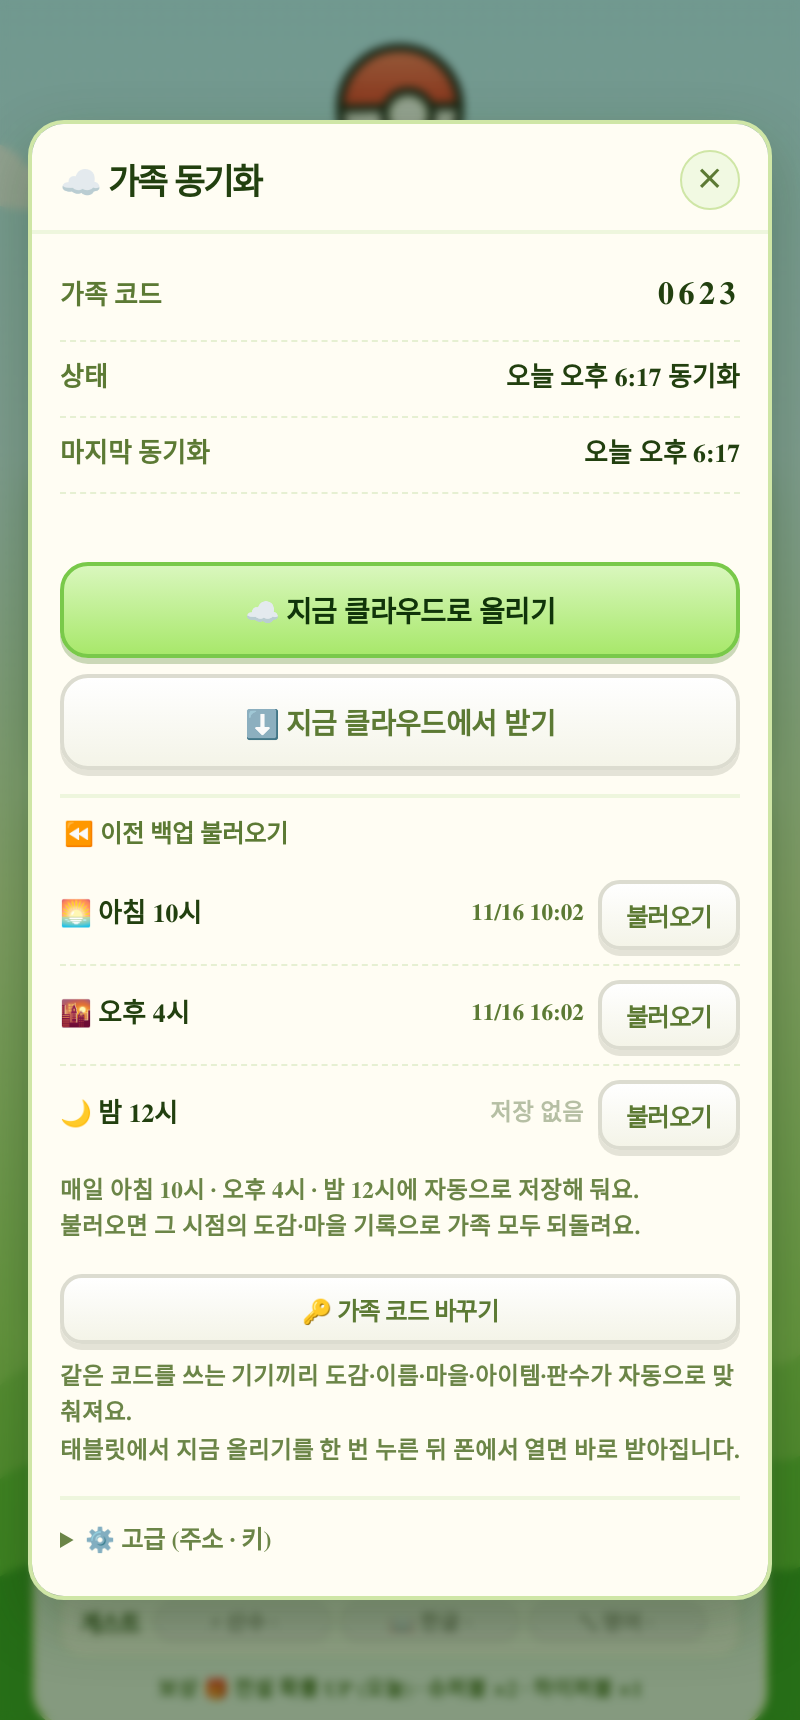 가족 동기화
가족 코드
0623
상태
오늘 오후 6:17 동기화
마지막 동기화
오늘 오후 6:17
지금 클라우드로 올리기
지금 클라우드에서 받기
이전 백업 불러오기
아침 10시
11/16 10:02
불러오기
오후 4시
11/16 16:02
불러오기
밤 12시
저장 없음
불러오기
매일 아침 10시 · 오후 4시 · 밤 12시에 자동으로 저장해 둬요.
불러오면 그 시점의 도감·마을 기록으로 가족 모두 되돌려요.
가족 코드 바꾸기
같은 코드를 쓰는 기기끼리 도감·이름·마을·아이템·판수가 자동으로 맞
춰져요.
태블릿에서 지금 올리기를 한 번 누른 뒤 폰에서 열면 바로 받아집니다.
고급 (주소 · 키)